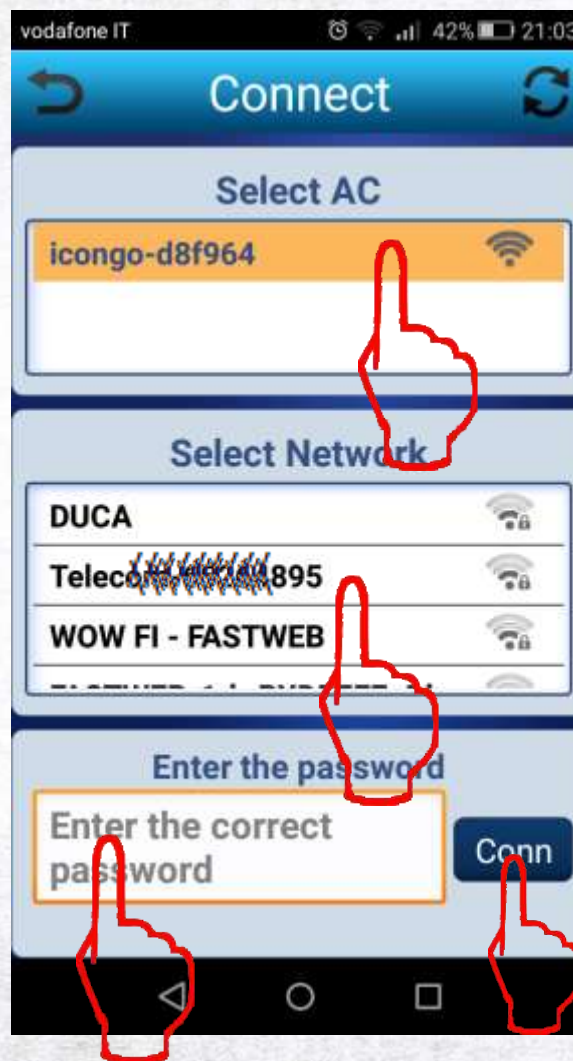 vodafone IT 42% 21:03
Connect
Select AC
icongo-d8f964
Select Network
DUCA
895
WOW FI - FASTWEB
Enter the password
Enter the correct
password
Conn